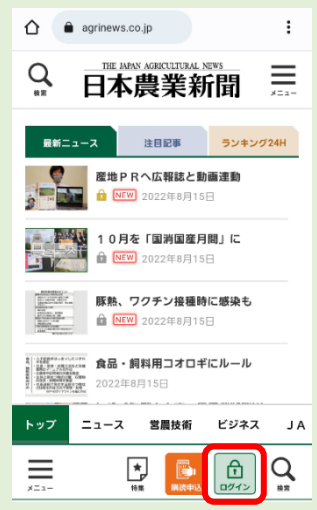 agrinews.co.jp
THE JAPAN AGRICULTURAL NEWS
日本農業新聞
検索
メニュー
最新ニュース 注目記事 ランキング24H
産地ＰＲへ広報誌と動画連動
NEW 2022年8月15日
１０月を「国消国産月間」に
NEW 2022年8月15日
豚熱、ワクチン接種時に感染も
NEW 2022年8月15日
食品・飼料用コオロギにルール
2022年8月15日
トップ ニュース 営農技術 ビジネス ＪＡ
メニュー 特集 購読申込 ログイン 検索